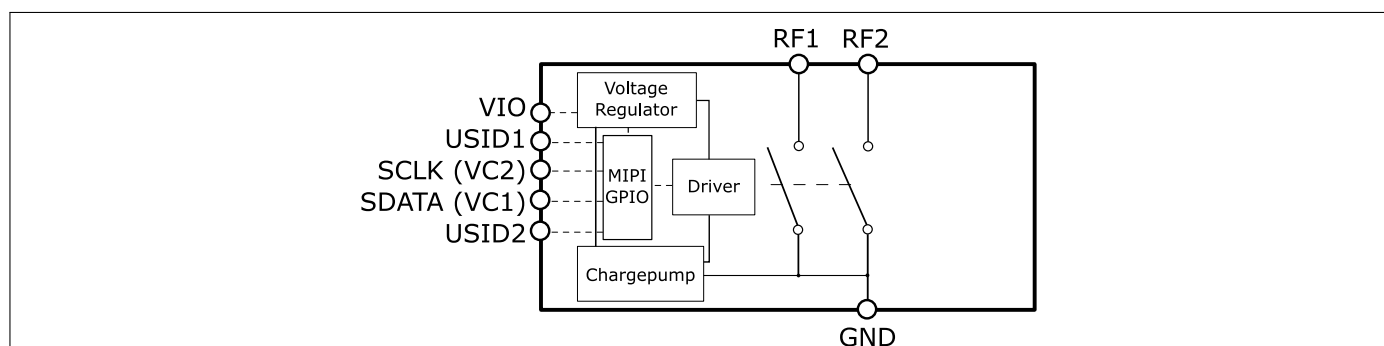 RF1 RF2
Voltage
Regulator
VIO
USID1
SCLK (VC2)
SDATA (VC1)
USID2
MIPI
GPIO
Driver
Chargepump
GND